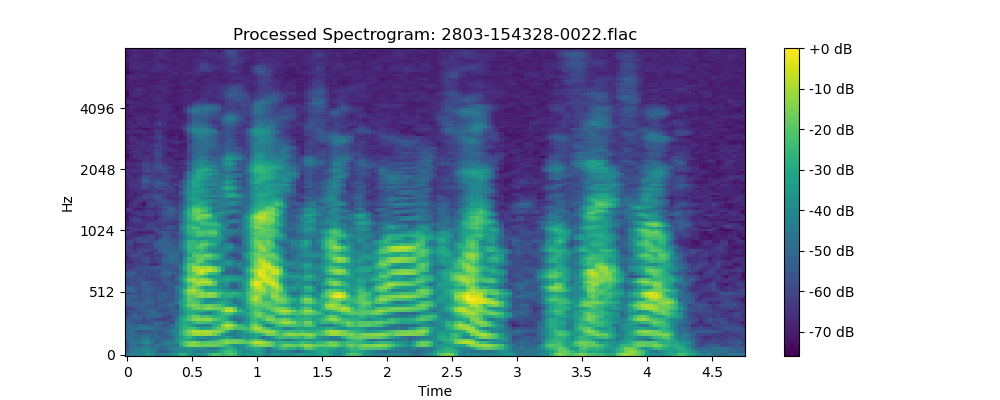 Processed Spectrogram: 2803-154328-0022.flac
Hz
4096
2048
1024
512
0
0 0.5 1 1.5 2 2.5 3 3.5 4 4.5
Time
+0 dB
-10 dB
-20 dB
-30 dB
-40 dB
-50 dB
-60 dB
-70 dB